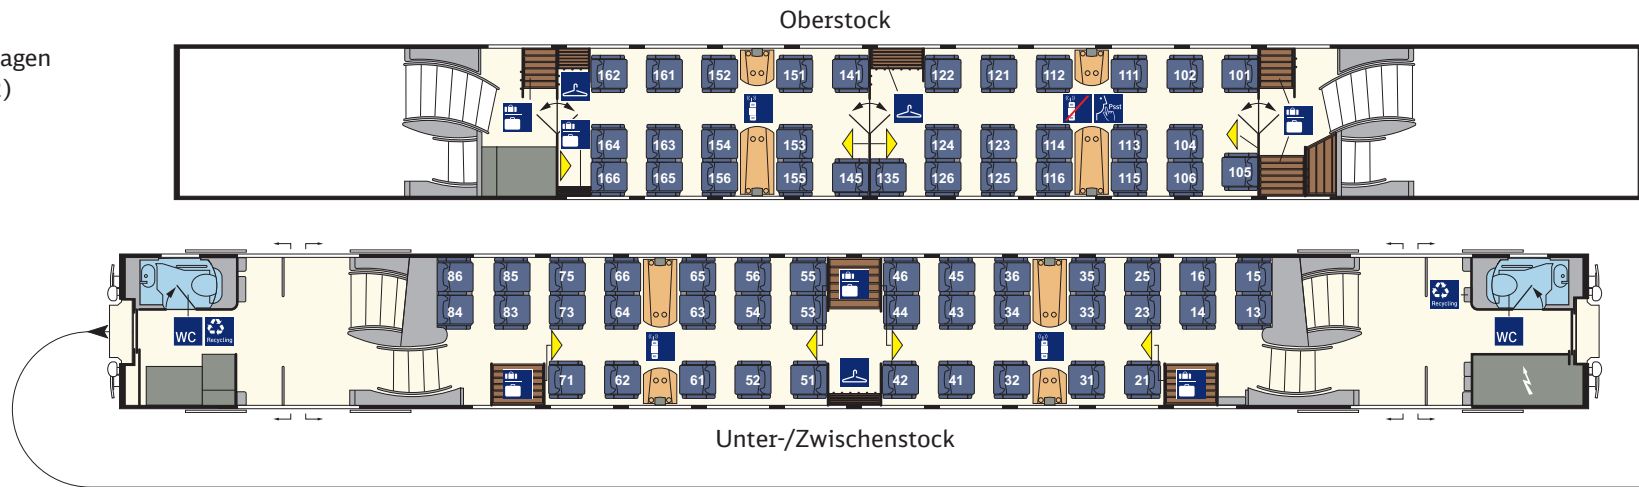 Oberstock
agen
)
162 161 152 151 141 122 121 112 111 102 101
Psst
164 163 154 153 124 123 114 113 104
166 165 156 155 145 135 126 125 116 115 106 105
86 85 75 66 65 56 55 46 45 36 35 25 16 15
84 83 73 64 63 54 53 44 43 34 33 23 14 13
Recycling
WC Recycling
WC
71 62 61 52 51 42 41 32 31 21
Unter-/Zwischenstock